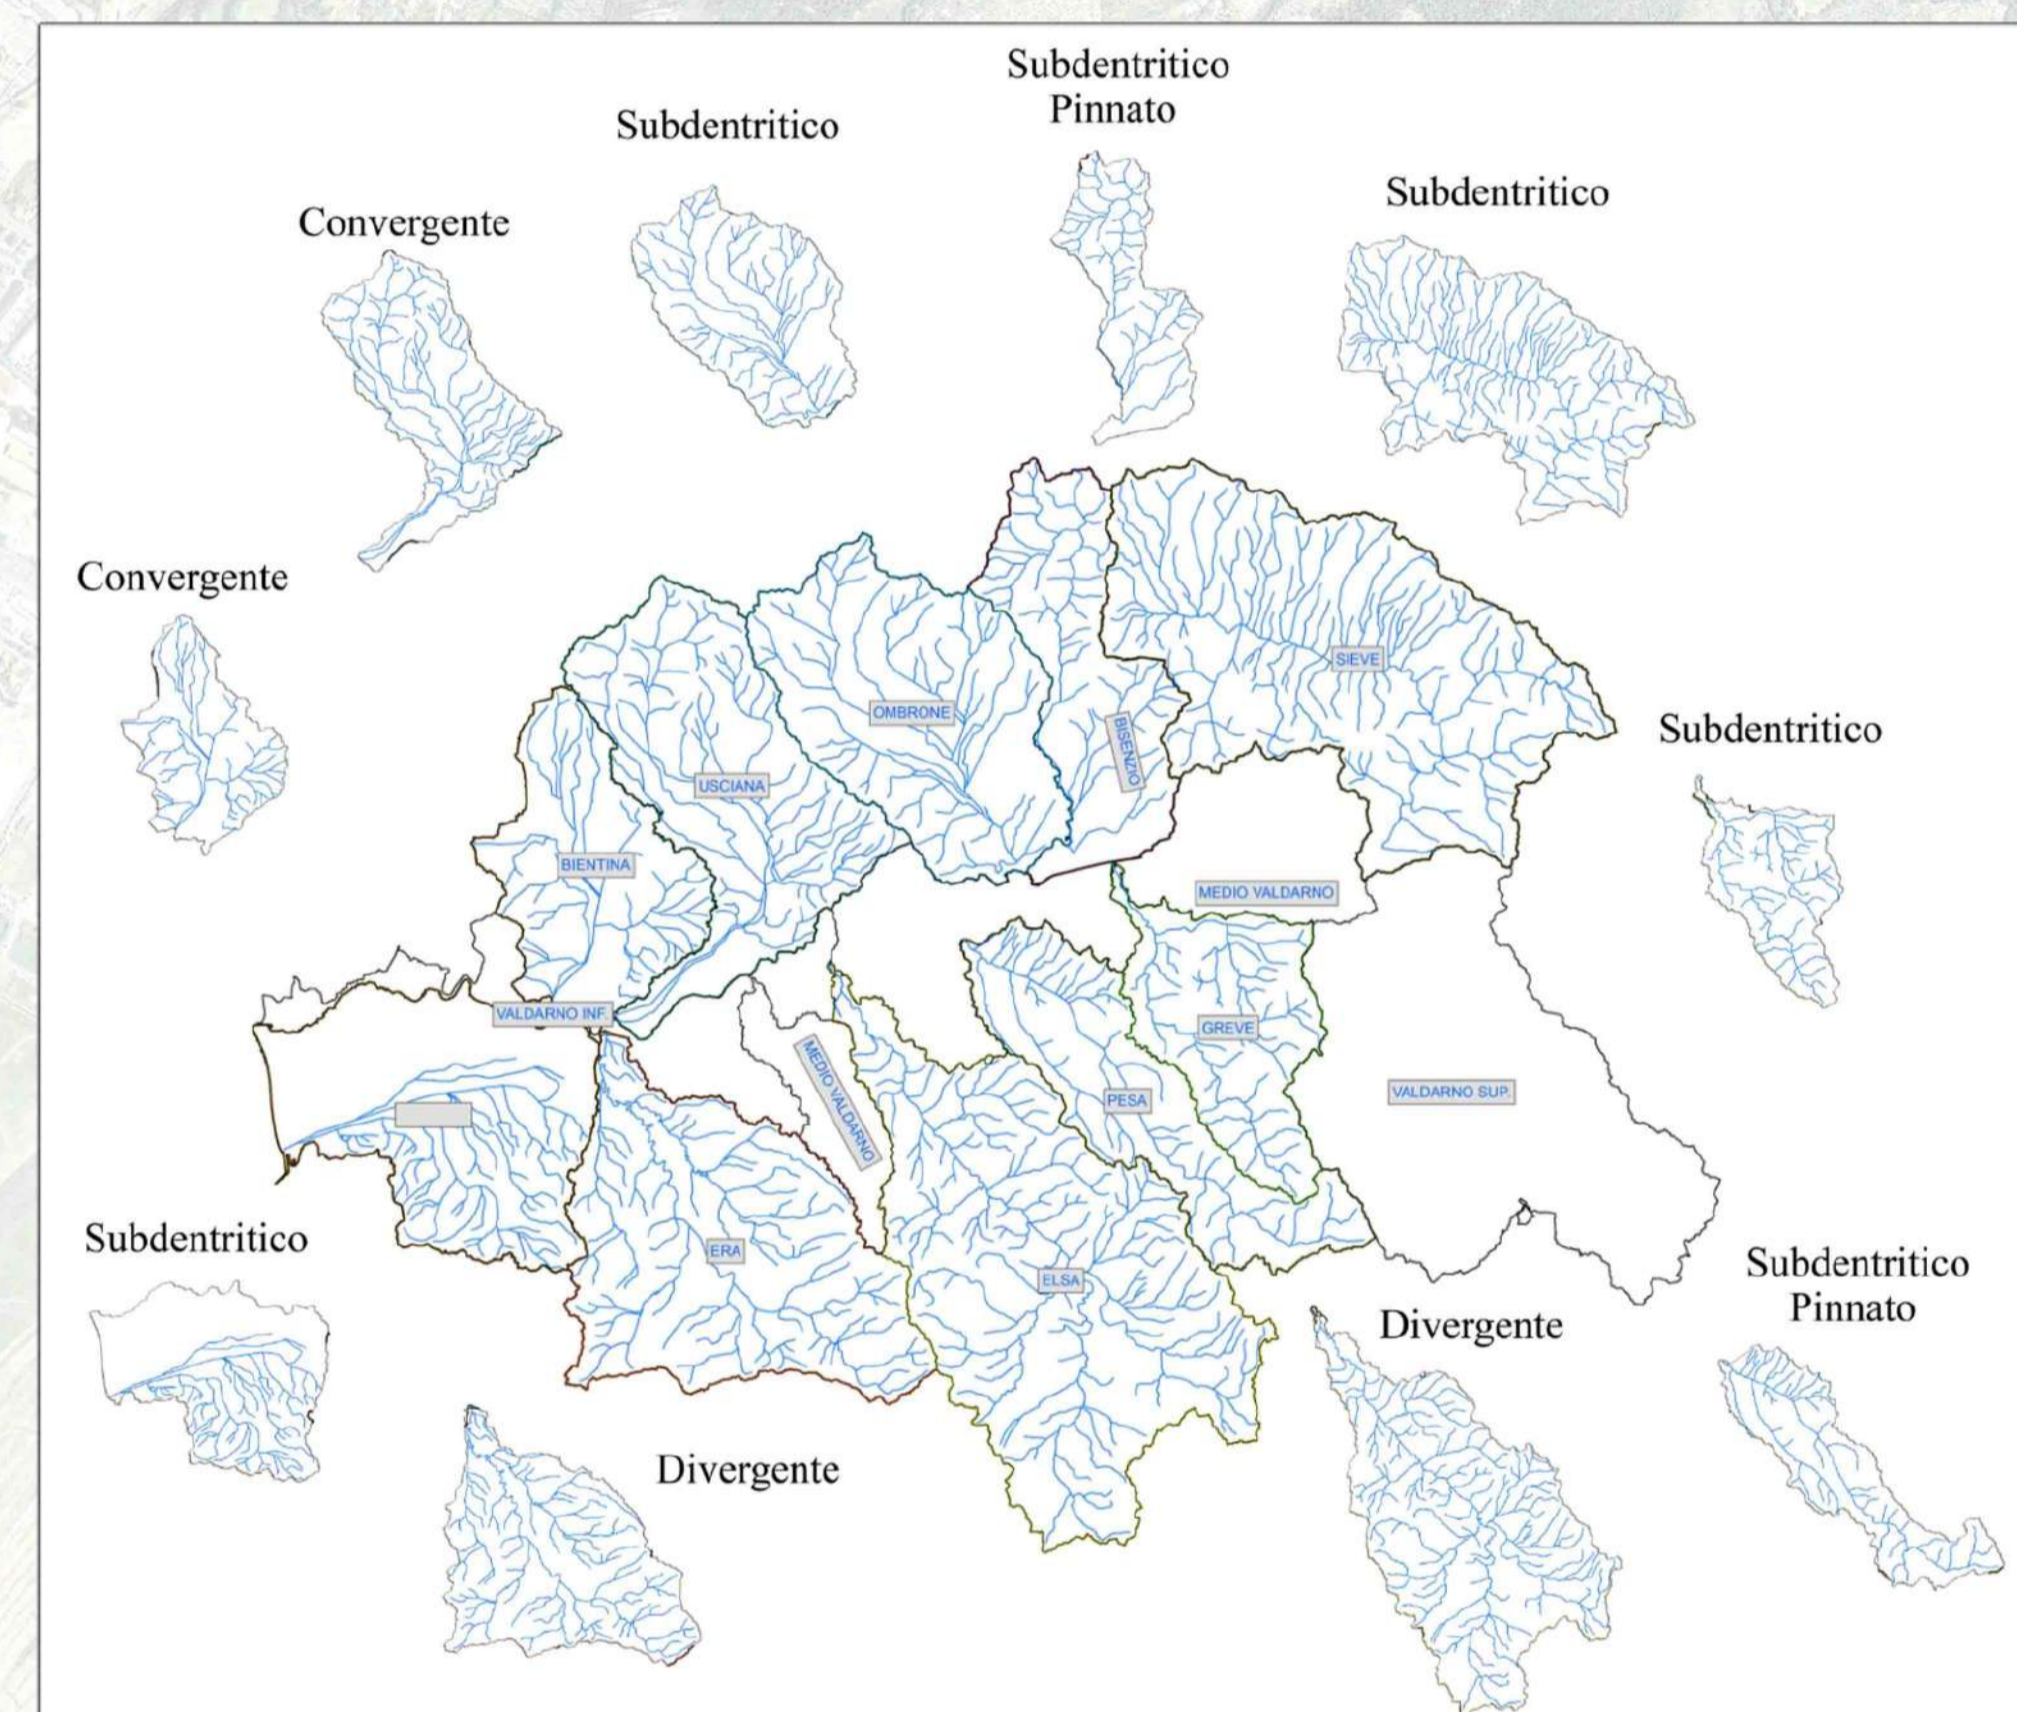 Subdentritico
Pinnato
Subdentritico
Subdentritico
Convergente
Convergente
SIEVE
OMBRONE
BISENZIO
Subdentritico
USCIANA
BIENTINA
MEDIO VALDARNO
VALDARNO INF.
GREVE
MEDIO VALDARNO
PESA
VALDARNO SUP.
Subdentritico
ERA
ELSA
Subdentritico
Pinnato
Divergente
Divergente